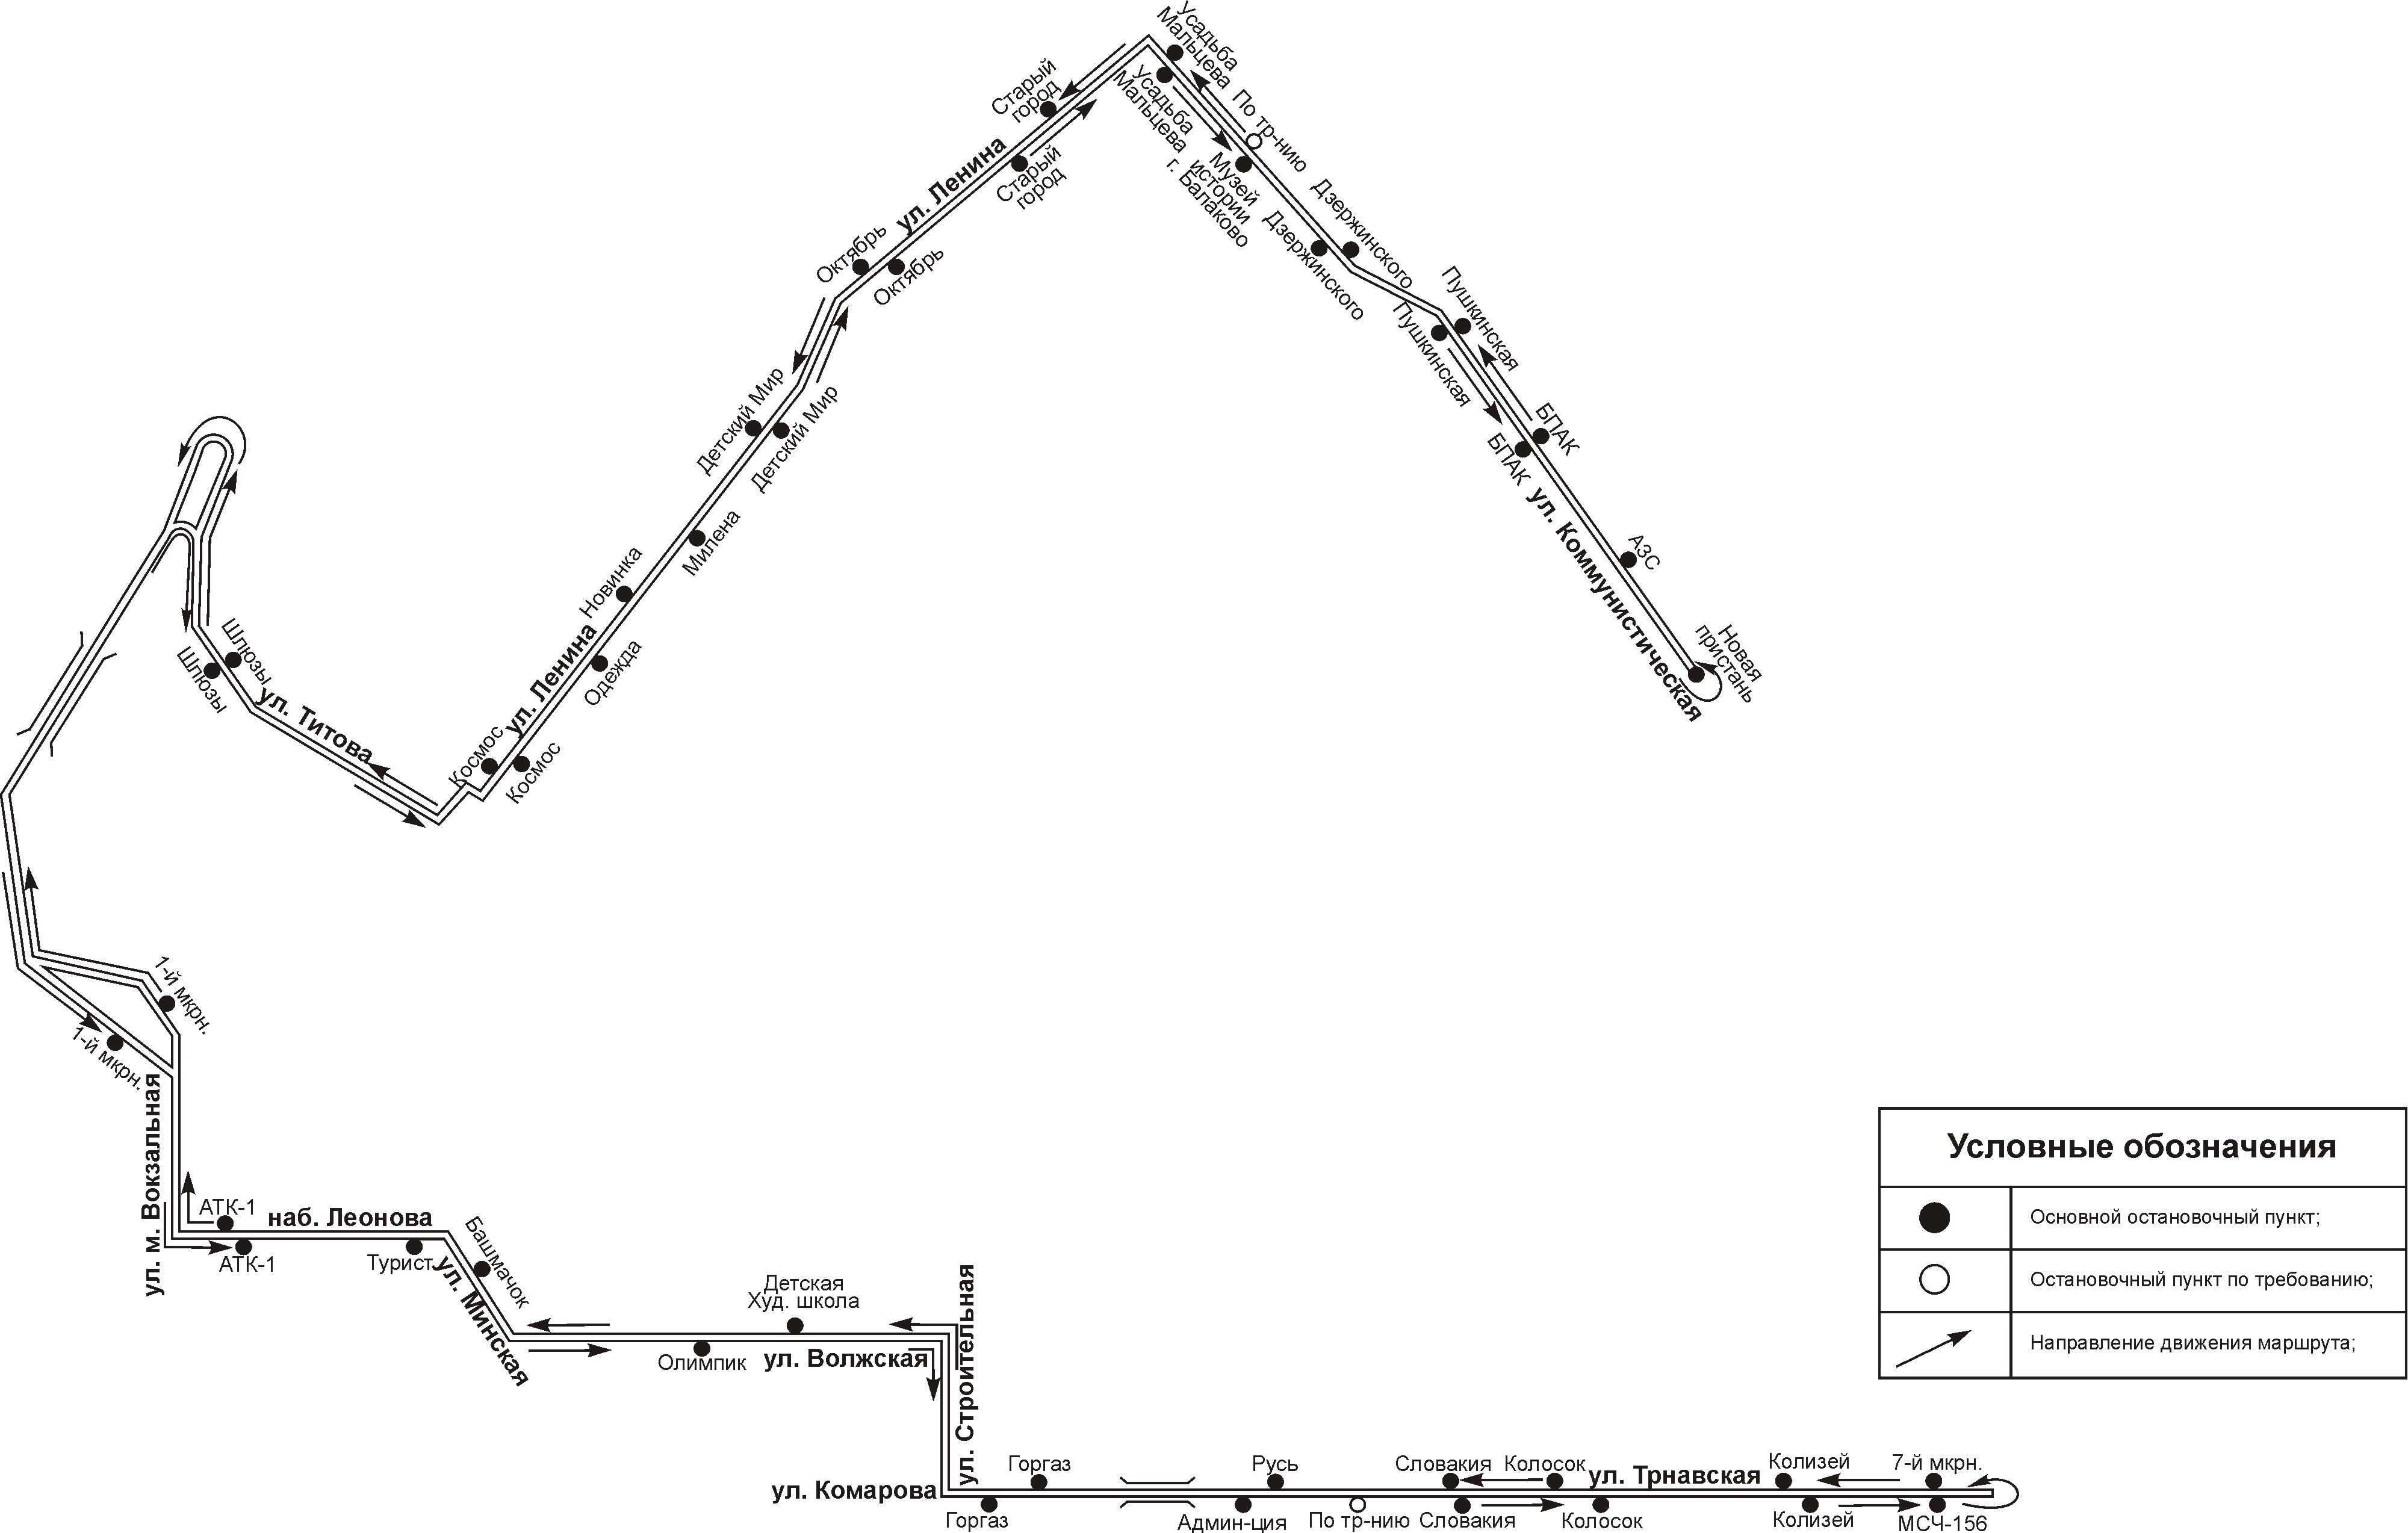 Усадьба
Мальцева
Усадьба
Мальцева
По тр-нию
Музей
истории
г. Балаково
Дзержинского
Дзержинского
Старый
город
Старый
город
ул. Ленина
Октябрь
Октябрь
Пушкинская
Пушкинская
БПАК
БПАК
ул. Коммунистическая
АЗС
Новая
пристань
Детский Мир
Детский Мир
Милена
Новинка
ул. Ленина
Одежда
Космос
Космос
Шлюзы
Шлюзы
ул. Титова
1-й мкрн.
1-й мкрн.
ул. м. Вокзальная
АТК-1
АТК-1
наб. Леонова
Турист
Башмачок
ул. Минская
Детская
Худ. школа
Олимпик
ул. Волжская
ул. Строительная
ул. Комарова
Горгаз
Горгаз
Русь
Админ-ция
По тр-нию
Словакия
Словакия
Колосок
Колосок
ул. Трнавская
Колизей
Колизей
7-й мкрн.
МСЧ-156
Условные обозначения
Основной остановочный пункт;
Остановочный пункт по требованию;
Направление движения маршрута;